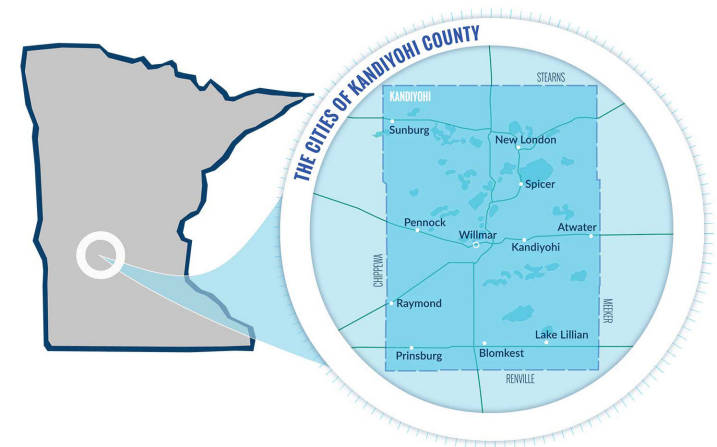 THE CITIES OF KANDIYOHI COUNTY
STEARNS
KANDIYOHI
Sunburg
New London
Spicer
Pennock
Willmar
Atwater
Kandiyohi
CHIPPEWA
Raymond
MEEKER
Lake Lillian
Prinsburg
Blomkest
RENVILLE